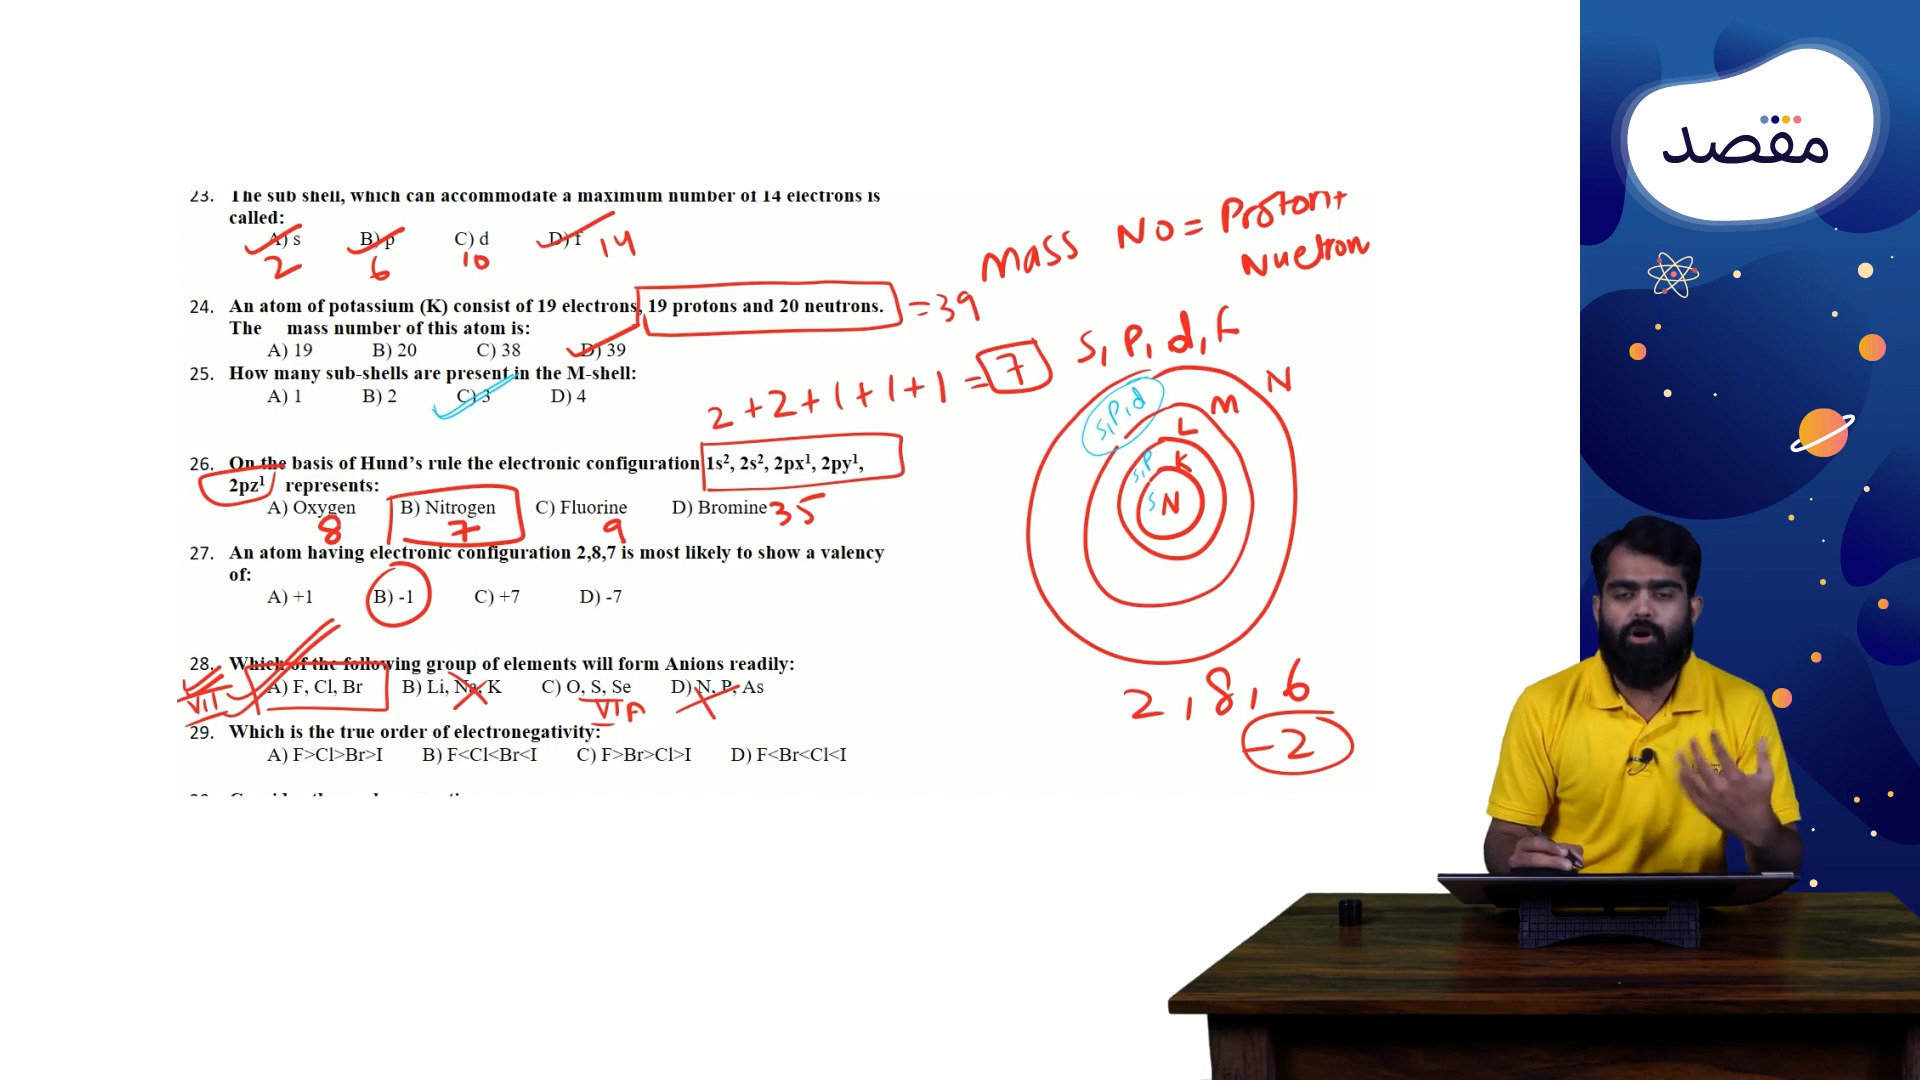 مقصد
23. The sub shell, which can accommodate a maximum number of 14 electrons is
called:
A) s B) p C) d D) f 14
2 6 10
Mass No = Proton+
Nuetron
24. An atom of potassium (K) consist of 19 electrons, 19 protons and 20 neutrons. = 39
The mass number of this atom is:
A) 19 B) 20 C) 38 D) 39
25. How many sub-shells are present in the M-shell:
A) 1 B) 2 C) 3 D) 4
2+2+1+1+1 = 7
s, p, d, f
N
M
L
K
s,p,d
s,p
s
N
26. On the basis of Hund’s rule the electronic configuration 1s², 2s², 2px¹, 2py¹,
2pz¹ represents:
A) Oxygen B) Nitrogen C) Fluorine D) Bromine 35
8 7 9
27. An atom having electronic configuration 2,8,7 is most likely to show a valency
of:
A) +1 B) -1 C) +7 D) -7
28. Which of the following group of elements will form Anions readily:
VII A) F, Cl, Br B) Li, Na, K C) O, S, Se D) N, P, As
VIA
2, 8, 6
-2
29. Which is the true order of electronegativity:
A) F>Cl>Br>I B) F<Cl<Br<I C) F>Br>Cl>I D) F<Br<Cl<I